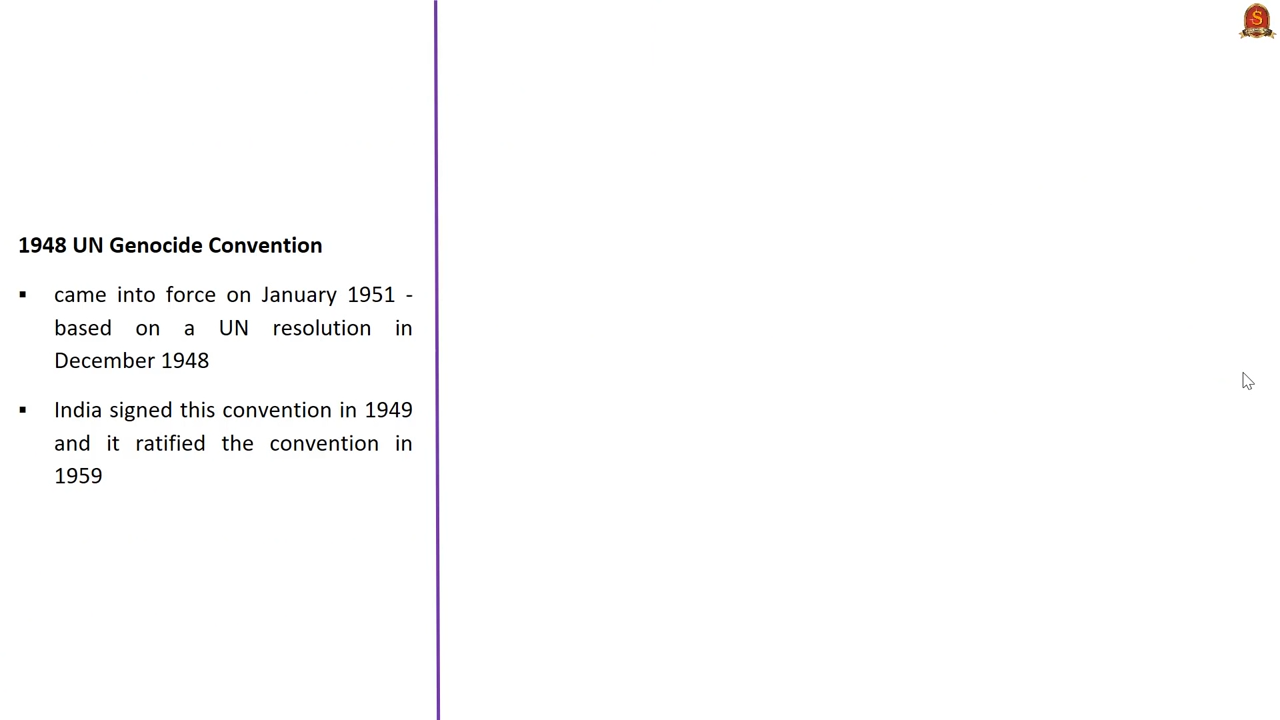 1948 UN Genocide Convention
▪ came into force on January 1951 -
based on a UN resolution in
December 1948
▪ India signed this convention in 1949
and it ratified the convention in
1959